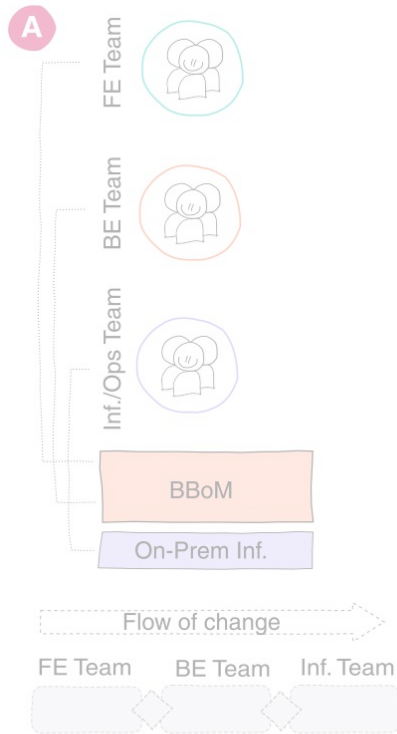 A
FE Team
BE Team
Inf./Ops Team
BBoM
On-Prem Inf.
Flow of change
FE Team BE Team Inf. Team